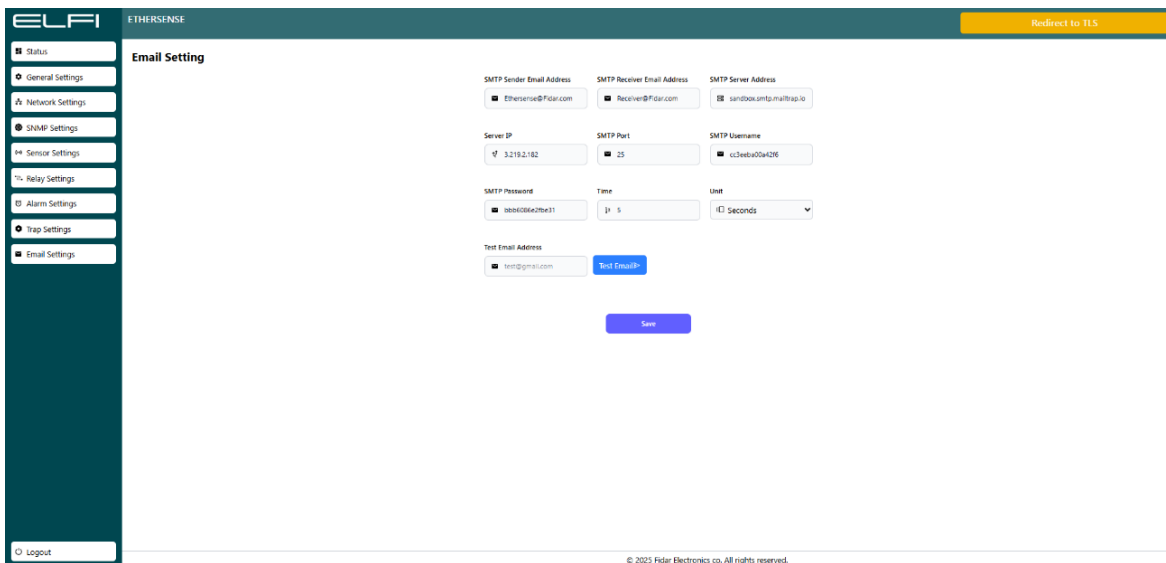 ELFI
ETHERSENSE
Redirect to TLS
Status
General Settings
Network Settings
SNMP Settings
Sensor Settings
Relay Settings
Alarm Settings
Trap Settings
Email Settings
Logout
Email Setting
SMTP Sender Email Address SMTP Receiver Email Address SMTP Server Address
Ethersense@Fidar.com Receiver@Fidar.com sandbox.smtp.mailtrap.io
Server IP SMTP Port SMTP Username
3.219.2.182 25 cc3eeba00a42f6
SMTP Password Time Unit
bbb6086e2fbe31 5 Seconds
Test Email Address
test@gmail.com Test Email
Save
© 2025 Fidar Electronics co. All rights reserved.